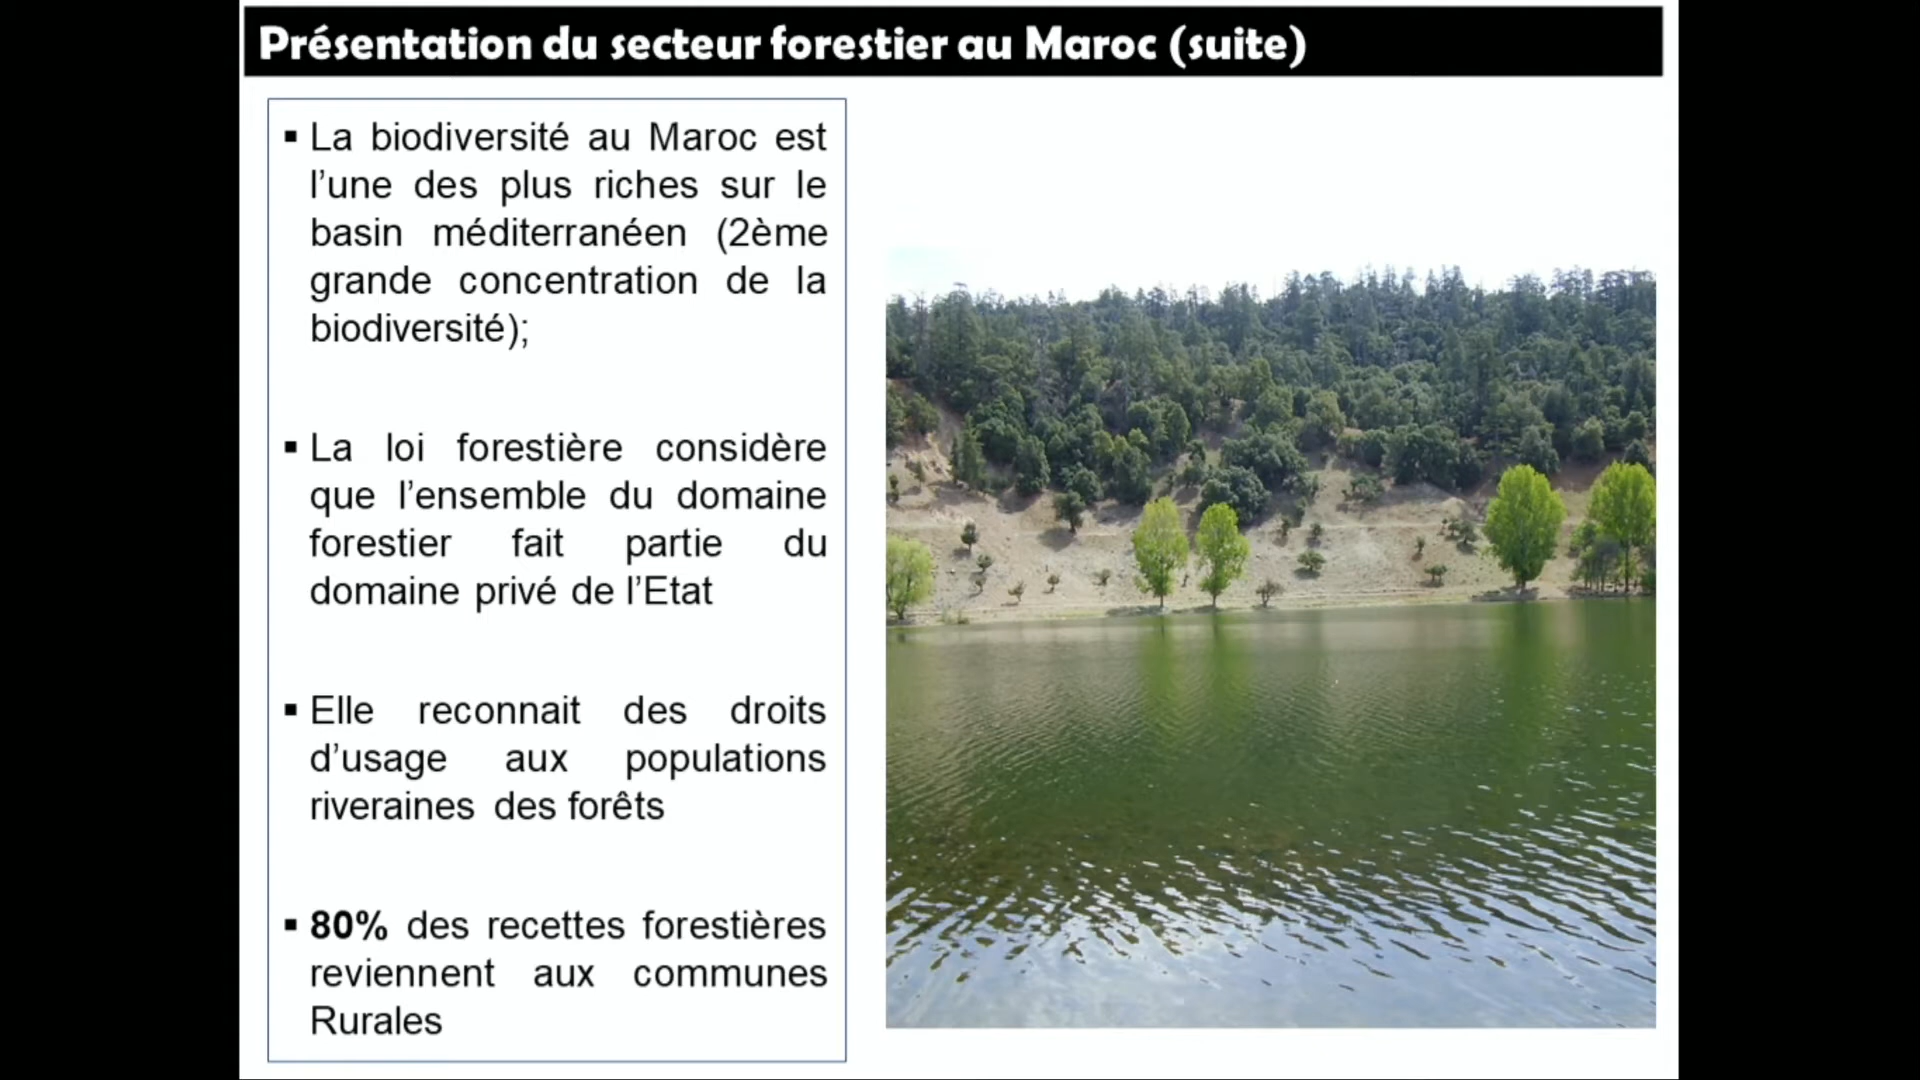 Présentation du secteur forestier au Maroc (suite)
▪ La biodiversité au Maroc est
l’une des plus riches sur le
basin méditerranéen (2ème
grande concentration de la
biodiversité);
▪ La loi forestière considère
que l’ensemble du domaine
forestier fait partie du
domaine privé de l’Etat
▪ Elle reconnait des droits
d’usage aux populations
riveraines des forêts
▪ 80% des recettes forestières
reviennent aux communes
Rurales